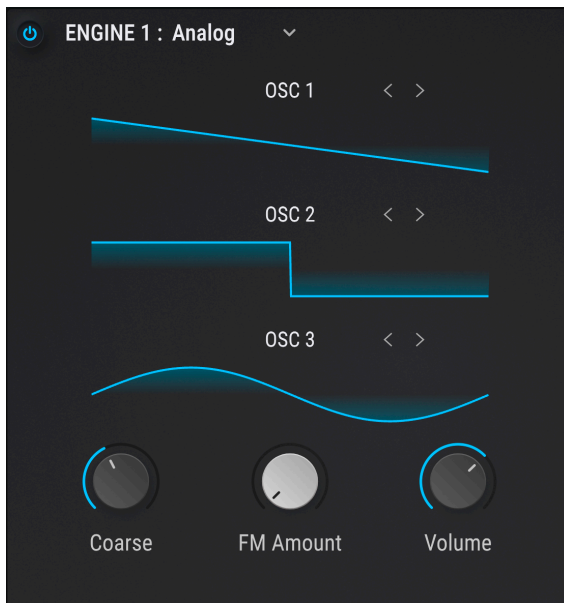 ENGINE 1 : Analog
OSC 1
OSC 2
OSC 3
Coarse FM Amount Volume